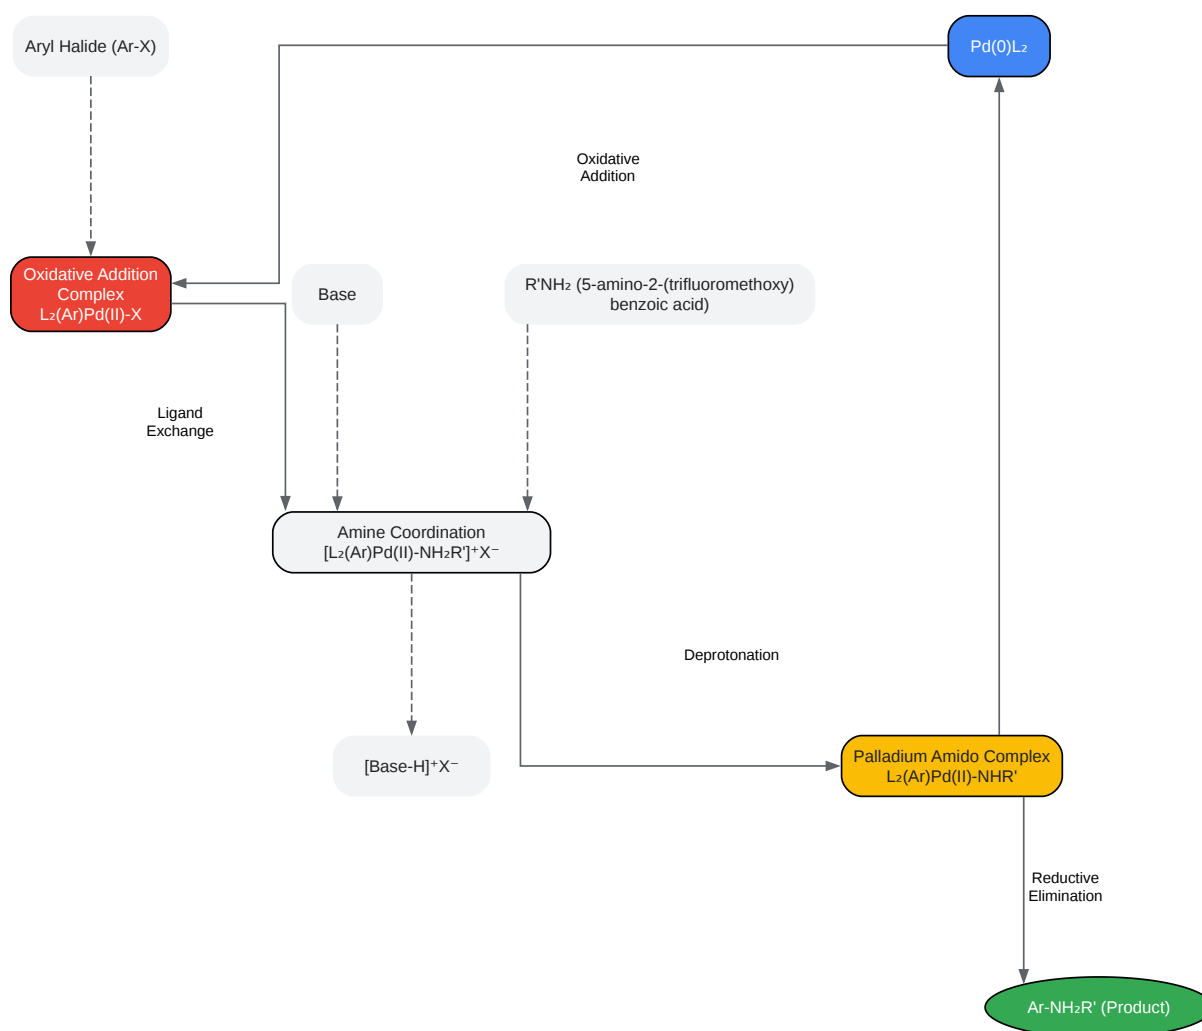 Aryl Halide (Ar-X)
Pd(0)L₂
Oxidative
Addition
Oxidative Addition
Complex
L₂(Ar)Pd(II)-X
Base
R'NH₂ (5-amino-2-(trifluoromethoxy)
benzoic acid)
Ligand
Exchange
Amine Coordination
[L₂(Ar)Pd(II)-NH₂R']⁺X⁻
Deprotonation
[Base-H]⁺X⁻
Palladium Amido Complex
L₂(Ar)Pd(II)-NHR'
Reductive
Elimination
Ar-NH₂R' (Product)